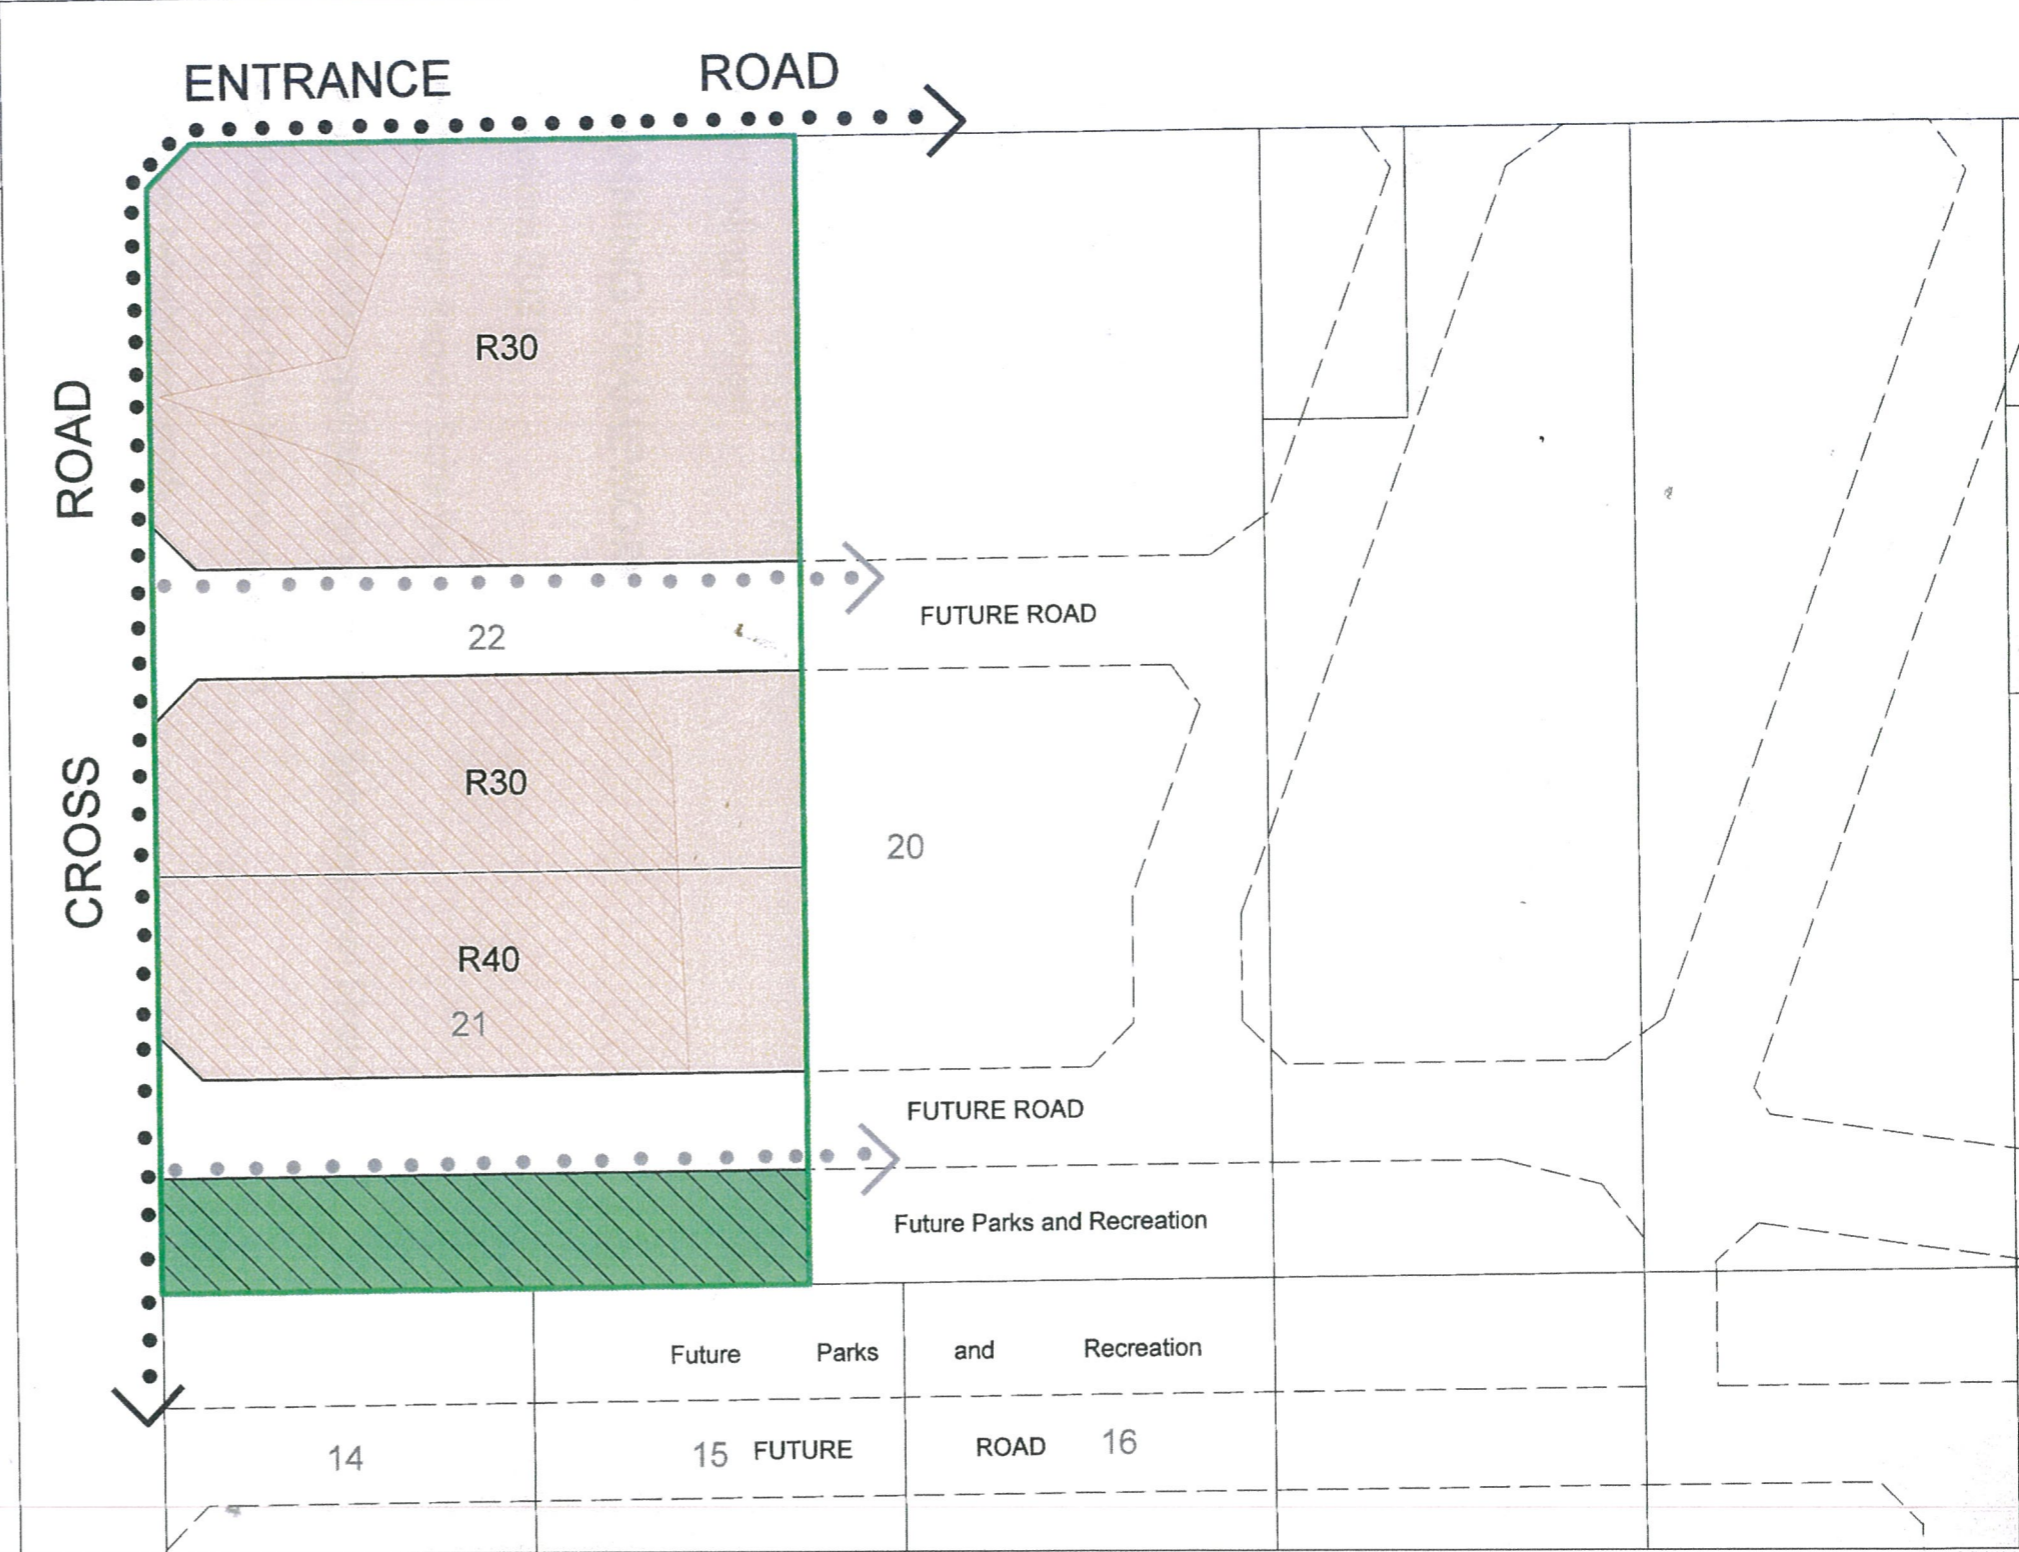 ENTRANCE ROAD
ROAD
R30
FUTURE ROAD
22
R30
CROSS
20
R40
21
FUTURE ROAD
Future Parks and Recreation
Future Parks and Recreation
14 15 FUTURE ROAD 16